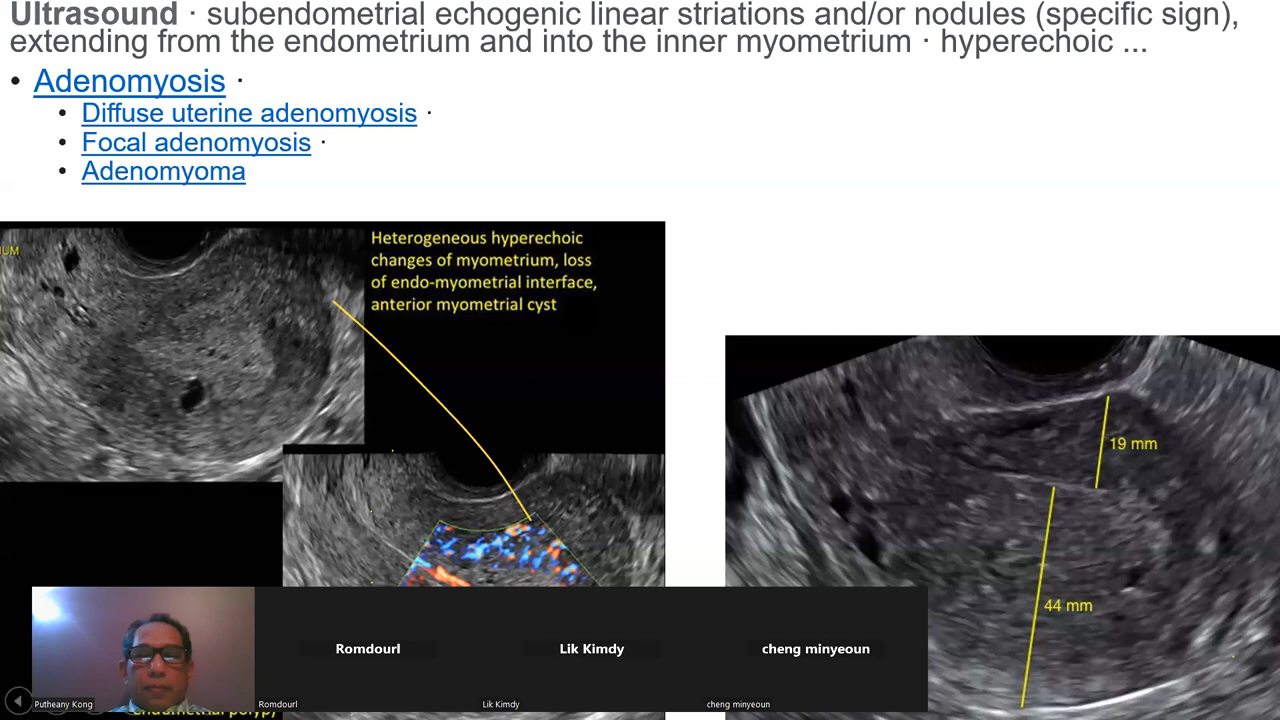 Ultrasound · subendometrial echogenic linear striations and/or nodules (specific sign),
extending from the endometrium and into the inner myometrium · hyperechoic ...
• Adenomyosis ·
• Diffuse uterine adenomyosis ·
• Focal adenomyosis ·
• Adenomyoma
Heterogeneous hyperechoic
changes of myometrium, loss
of endo-myometrial interface,
anterior myometrial cyst
19 mm
44 mm
Romdourl
Lik Kimdy
cheng minyeoun
Putheany Kong
Romdourl
Lik Kimdy
cheng minyeoun